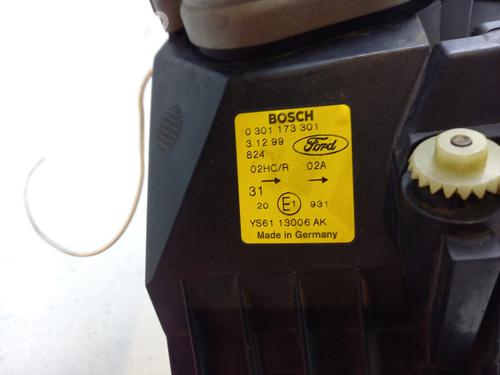 BOSCH
0 301 173 301
3.12.99
824
Ford
02HC/R 02A
31
20 E1 931
YS61 13006 AK
Made in Germany